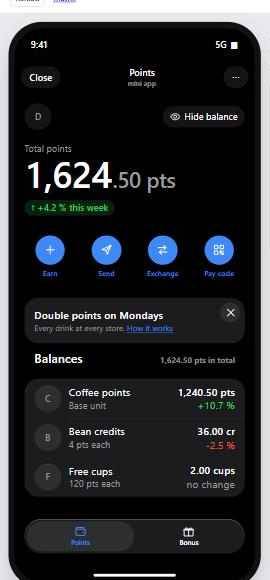 9:41
5G
Close
Points
mini app
...
D
Hide balance
Total points
1,624.50 pts
↑ +4.2 % this week
Earn
Send
Exchange
Pay code
Double points on Mondays
Every drink at every store. How it works
Balances
1,624.50 pts in total
C
Coffee points
1,240.50 pts
Base unit
+10.7 %
B
Bean credits
36.00 cr
4 pts each
-2.5 %
F
Free cups
2.00 cups
120 pts each
no change
Points
Bonus